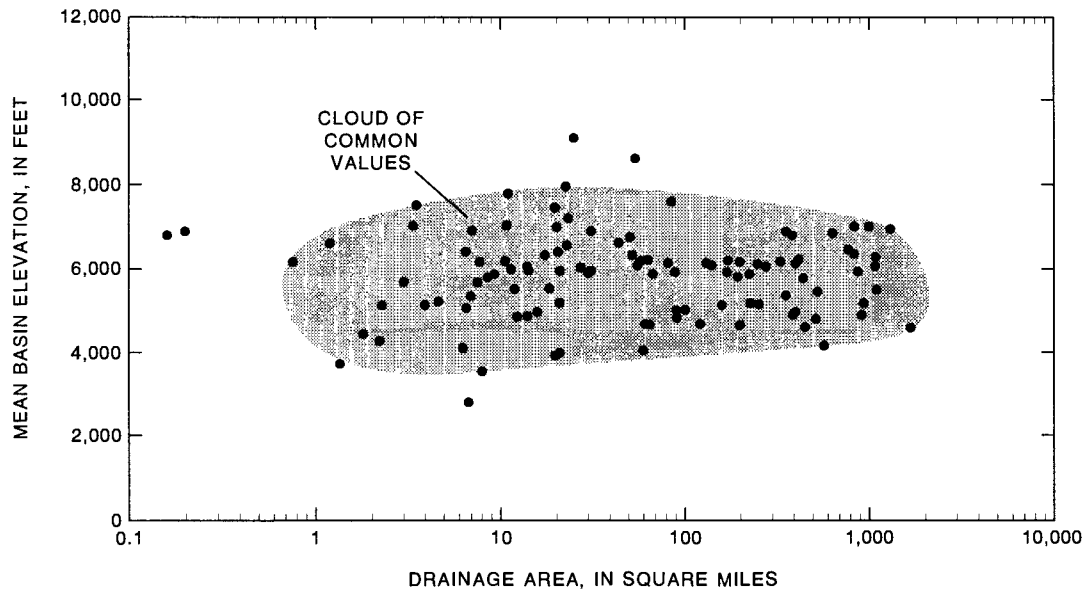 12,000
10,000
8,000
6,000
4,000
2,000
0
MEAN BASIN ELEVATION, IN FEET
CLOUD OF
COMMON
VALUES
0.1
1
10
100
1,000
10,000
DRAINAGE AREA, IN SQUARE MILES